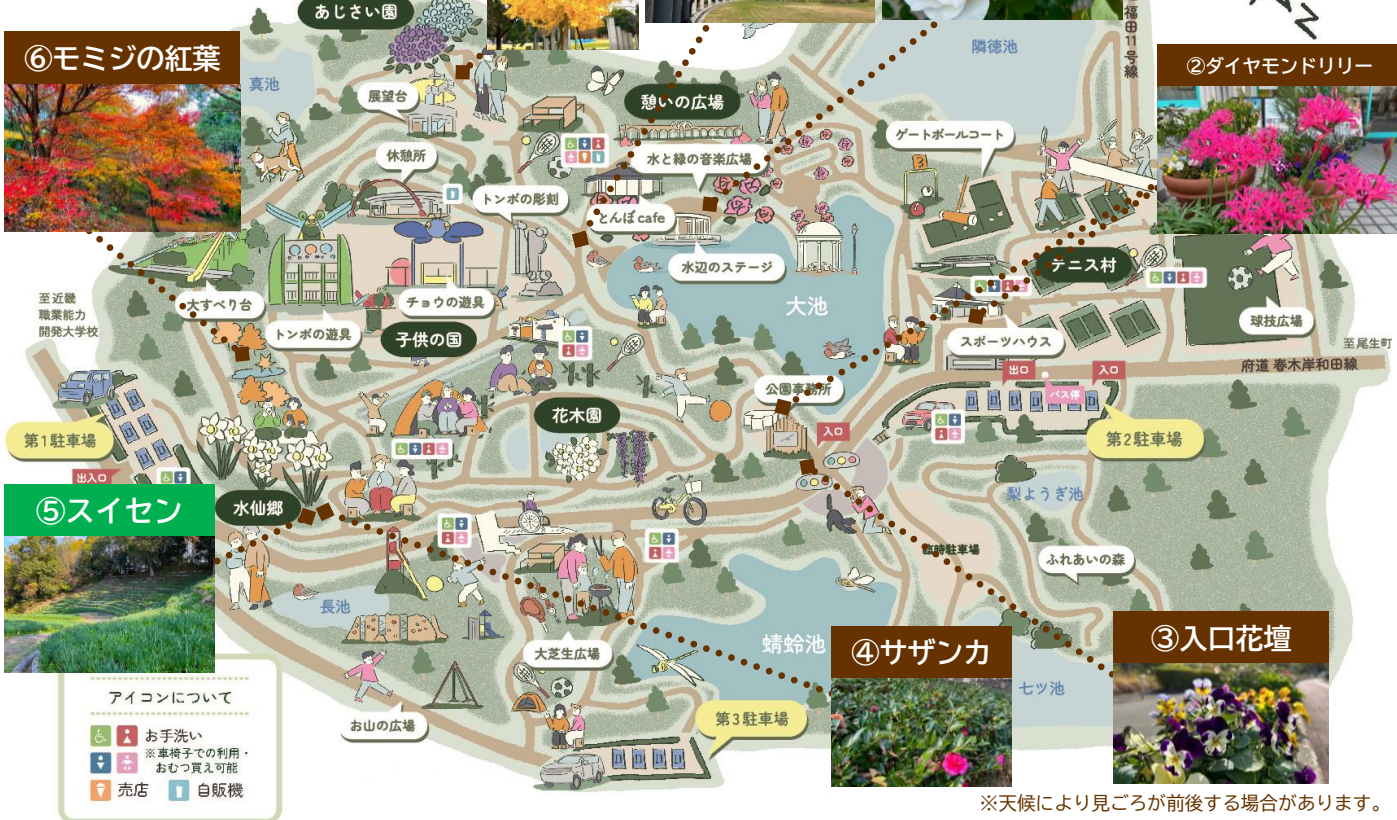 あじさい園
⑥モミジの紅葉
真池
展望台
休憩所
憩いの広場
隣徳池
福田11号線
②ダイヤモンドリリー
ゲートボールコート
3
水と緑の音楽広場
トンボの彫刻
とんぼcafe
水辺のステージ
大池
テニス村
球技広場
スポーツハウス
至尾生町
府道 春木岸和田線
至近畿
職業能力
開発大学校
大すべり台
トンボの遊具
チョウの遊具
子供の国
公園事務所
花木園
入口
出口
入口
バス停
第2駐車場
第1駐車場
出入口
⑤スイセン
水仙郷
梨ようぎ池
臨時駐車場
ふれあいの森
長池
大芝生広場
蜻蛉池
④サザンカ
③入口花壇
七ツ池
お山の広場
第3駐車場
アイコンについて
お手洗い
※車椅子での利用・
おむつ買え可能
売店
自販機
※天候により見ごろが前後する場合があります。